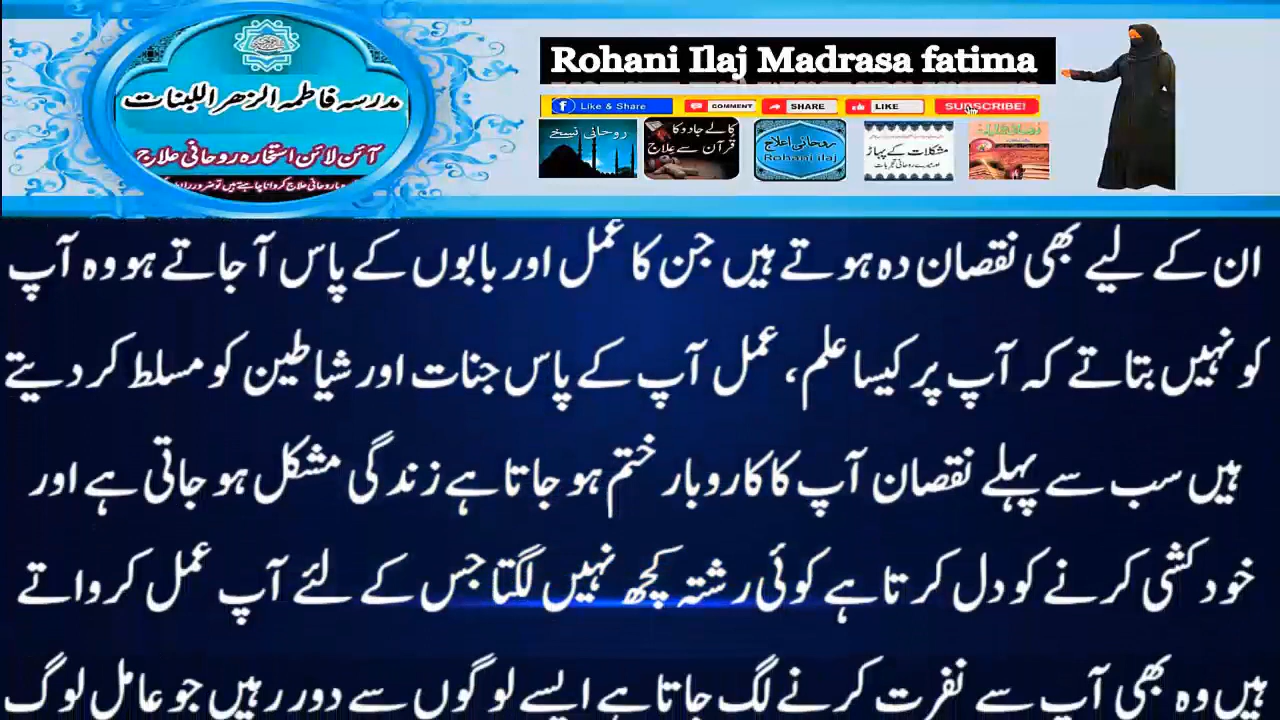 مدرسہ فاطمہ الزھرا للبنات
آئن لائن استخارہ روحانی علاج
Rohani Ilaj Madrasa fatima
Like & Share
COMMENT
SHARE
LIKE
SUBSCRIBE!
روحانی نسخ
کالے جادو کا
قرآن سے علاج
روحانی علاج
Rohani ilaj
مشکلات کے پہاڑ
ان کے لیے بھی نقصان دہ ہوتے ہیں جن کا عمل اور بابوں کے پاس آ جاتے ہو وہ آپ
کو نہیں بتاتے کہ آپ پر کیسا علم، عمل آپ کے پاس جنات اور شیاطین کو مسلط کر دیتے
ہیں سب سے پہلے نقصان آپ کا کاروبار ختم ہو جاتا ہے زندگی مشکل ہو جاتی ہے اور
خودکشی کرنے کو دل کرتا ہے کوئی رشتہ کچھ نہیں لگتا جس کے لئے آپ عمل کرواتے
ہیں وہ بھی آپ سے نفرت کرنے لگ جاتا ہے ایسے لوگوں سے دور رہیں جو عامل لوگ